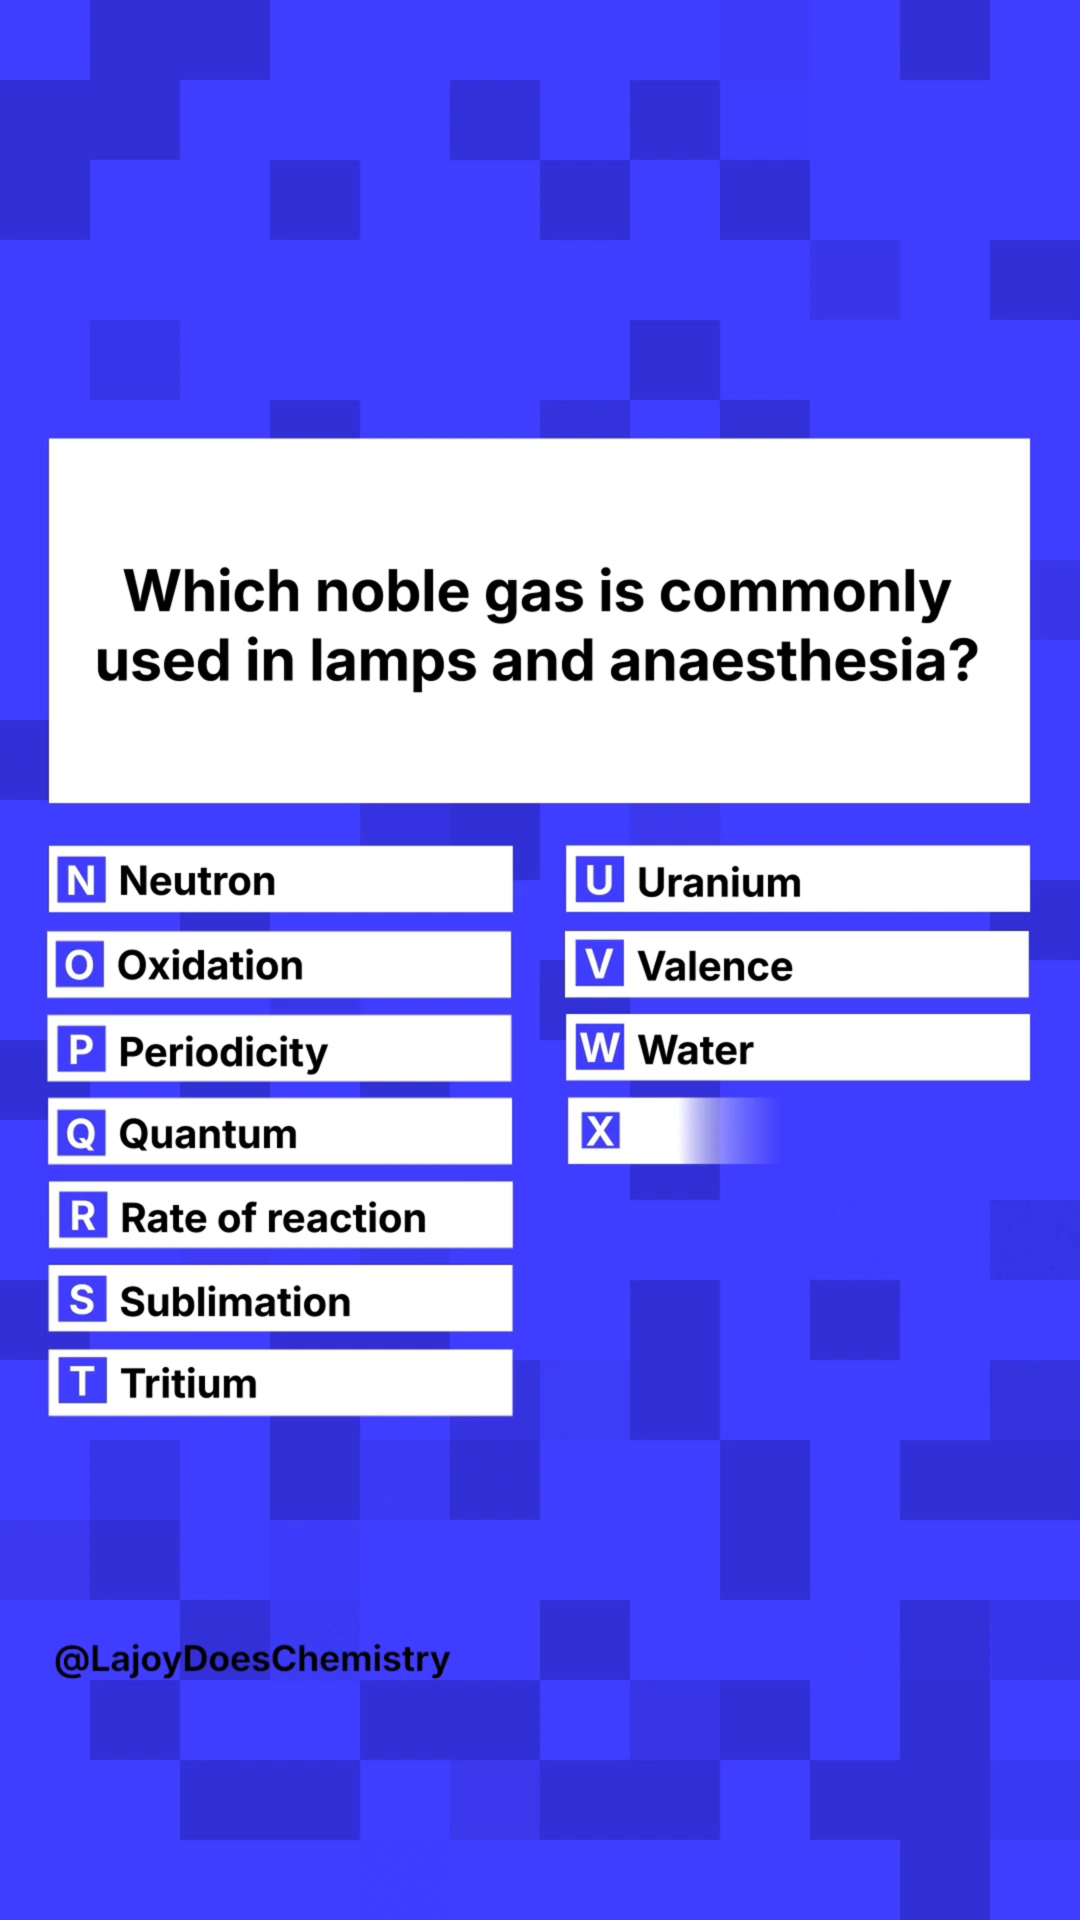 Which noble gas is commonly
used in lamps and anaesthesia?
N Neutron
O Oxidation
P Periodicity
Q Quantum
R Rate of reaction
S Sublimation
T Tritium
U Uranium
V Valence
W Water
X
@LajoyDoesChemistry